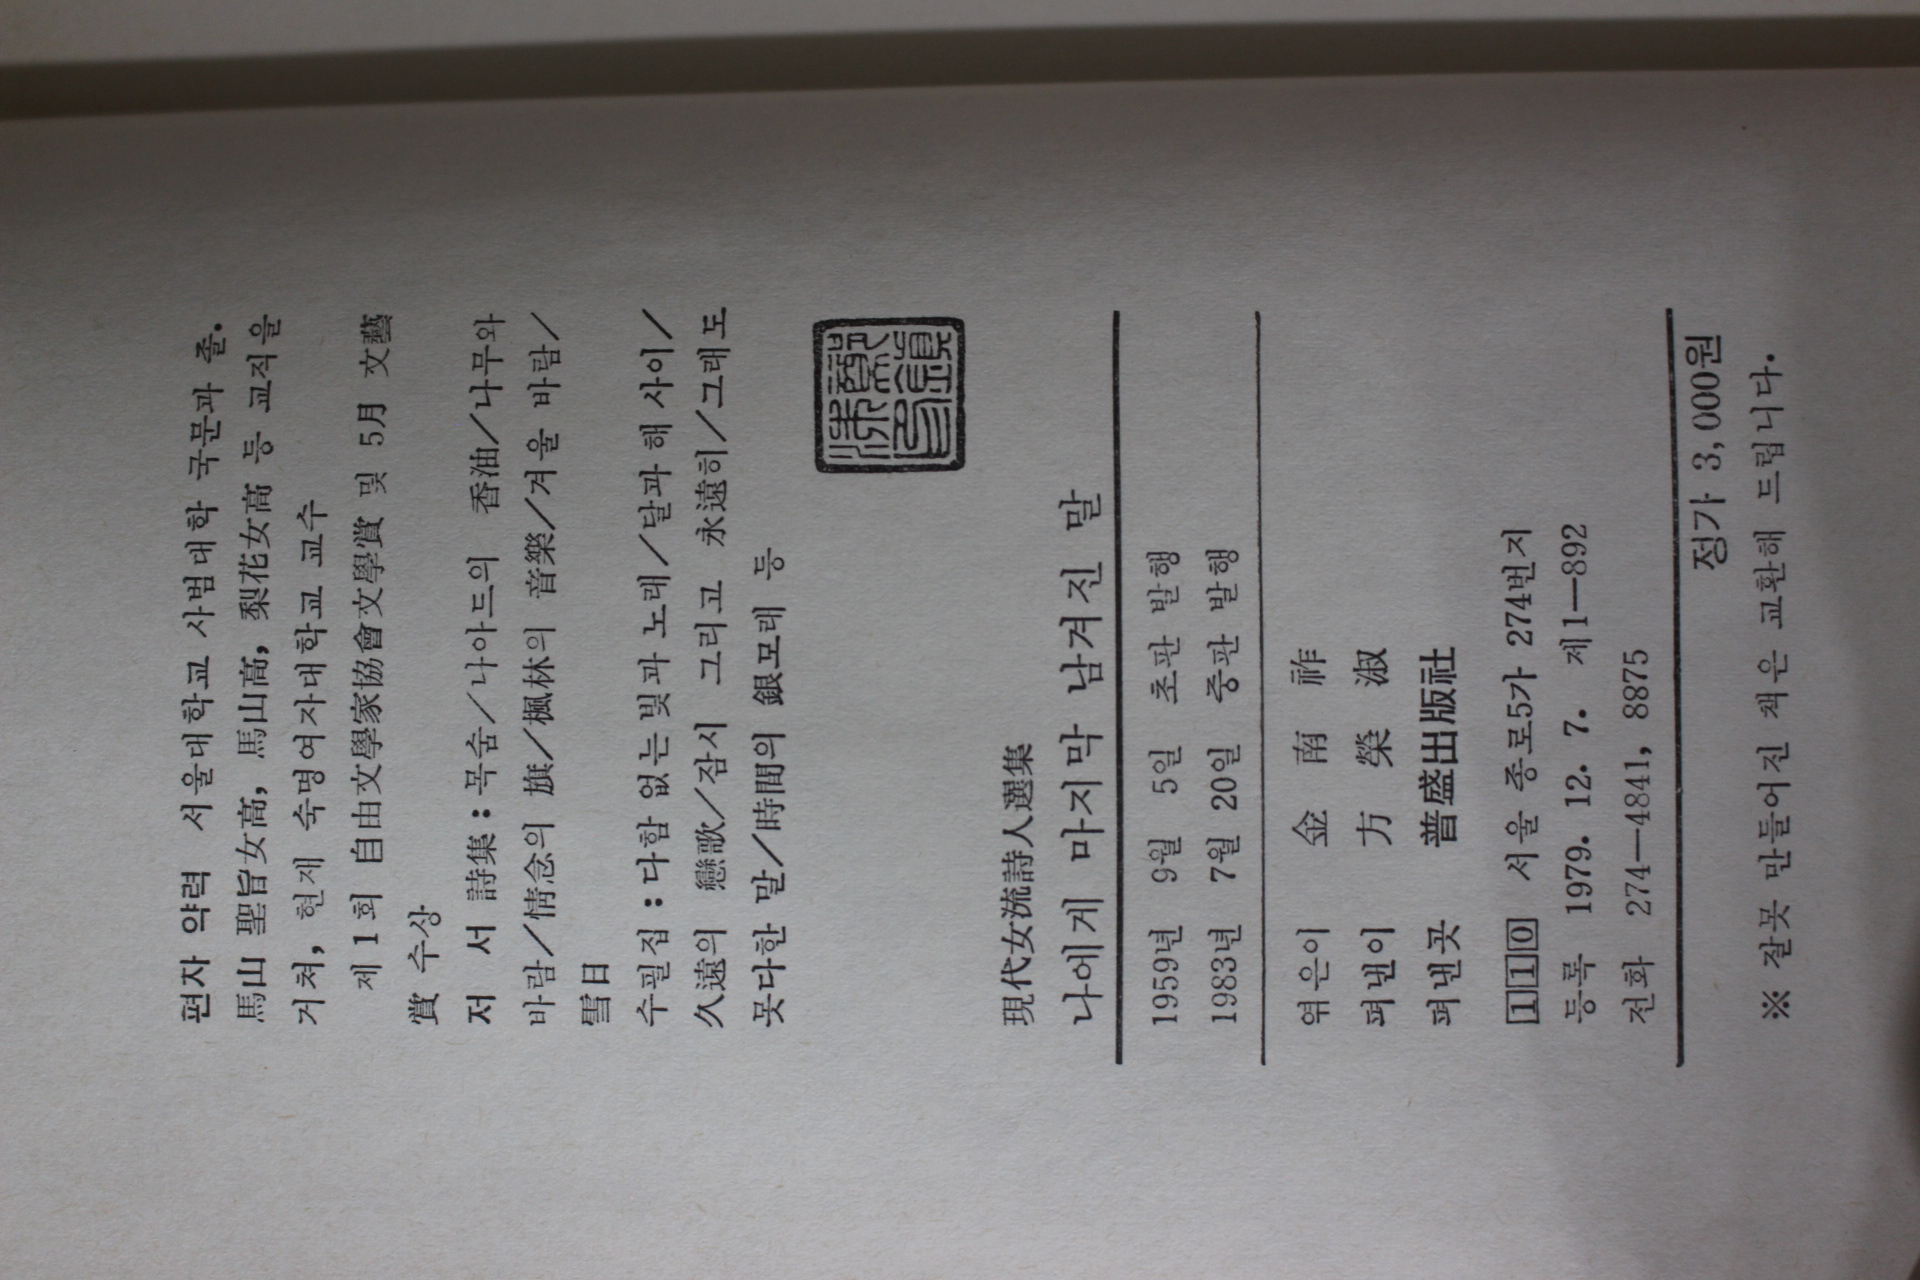 편자 약력 서울대학교 사범대학 국문과 졸.
馬山 聖旨女高, 馬山高, 梨花女高 등 교직을
거쳐, 현재 숙명여자대학교 교수
제 1 회 自由文學家協會文學賞 및 5月 文藝
賞 수상
저 서 詩集: 목숨/나아드의 香油/나무와
바람/情念의 旗/楓林의 音樂/겨울 바람/
雪日
수필집: 다함 없는 빛과 노래/달과 해 사이/
久遠의 戀歌/잠시 그리고 永遠히/그래도
못다한 말/時間의 銀모래 등
現代女流詩人選集
나에게 마지막 남겨진 말
1959년 9월 5일 초판 발행
1983년 7월 20일 중판 발행
엮은이 金南祚
펴낸이 方榮淑
펴낸곳 普盛出版社
110 서울 종로5가 274번지
등록 1979. 12. 7. 제1—892
전화 274—4841, 8875
정가 3,000원
※ 잘못 만들어진 책은 교환해 드립니다.